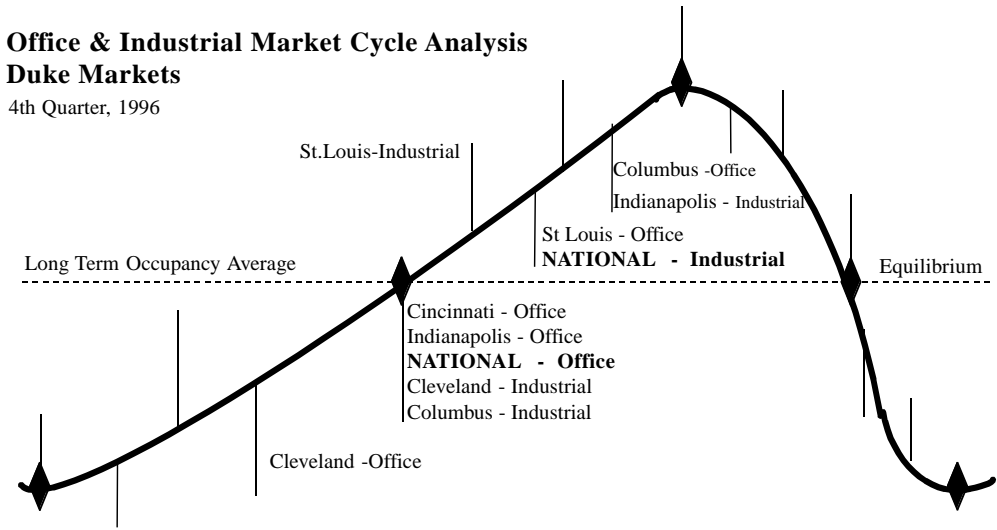 Office & Industrial Market Cycle Analysis
Duke Markets
4th Quarter, 1996
St.Louis-Industrial
Columbus -Office
Indianapolis - Industrial
St Louis - Office
NATIONAL - Industrial
Long Term Occupancy Average
Equilibrium
Cincinnati - Office
Indianapolis - Office
NATIONAL - Office
Cleveland - Industrial
Columbus - Industrial
Cleveland -Office